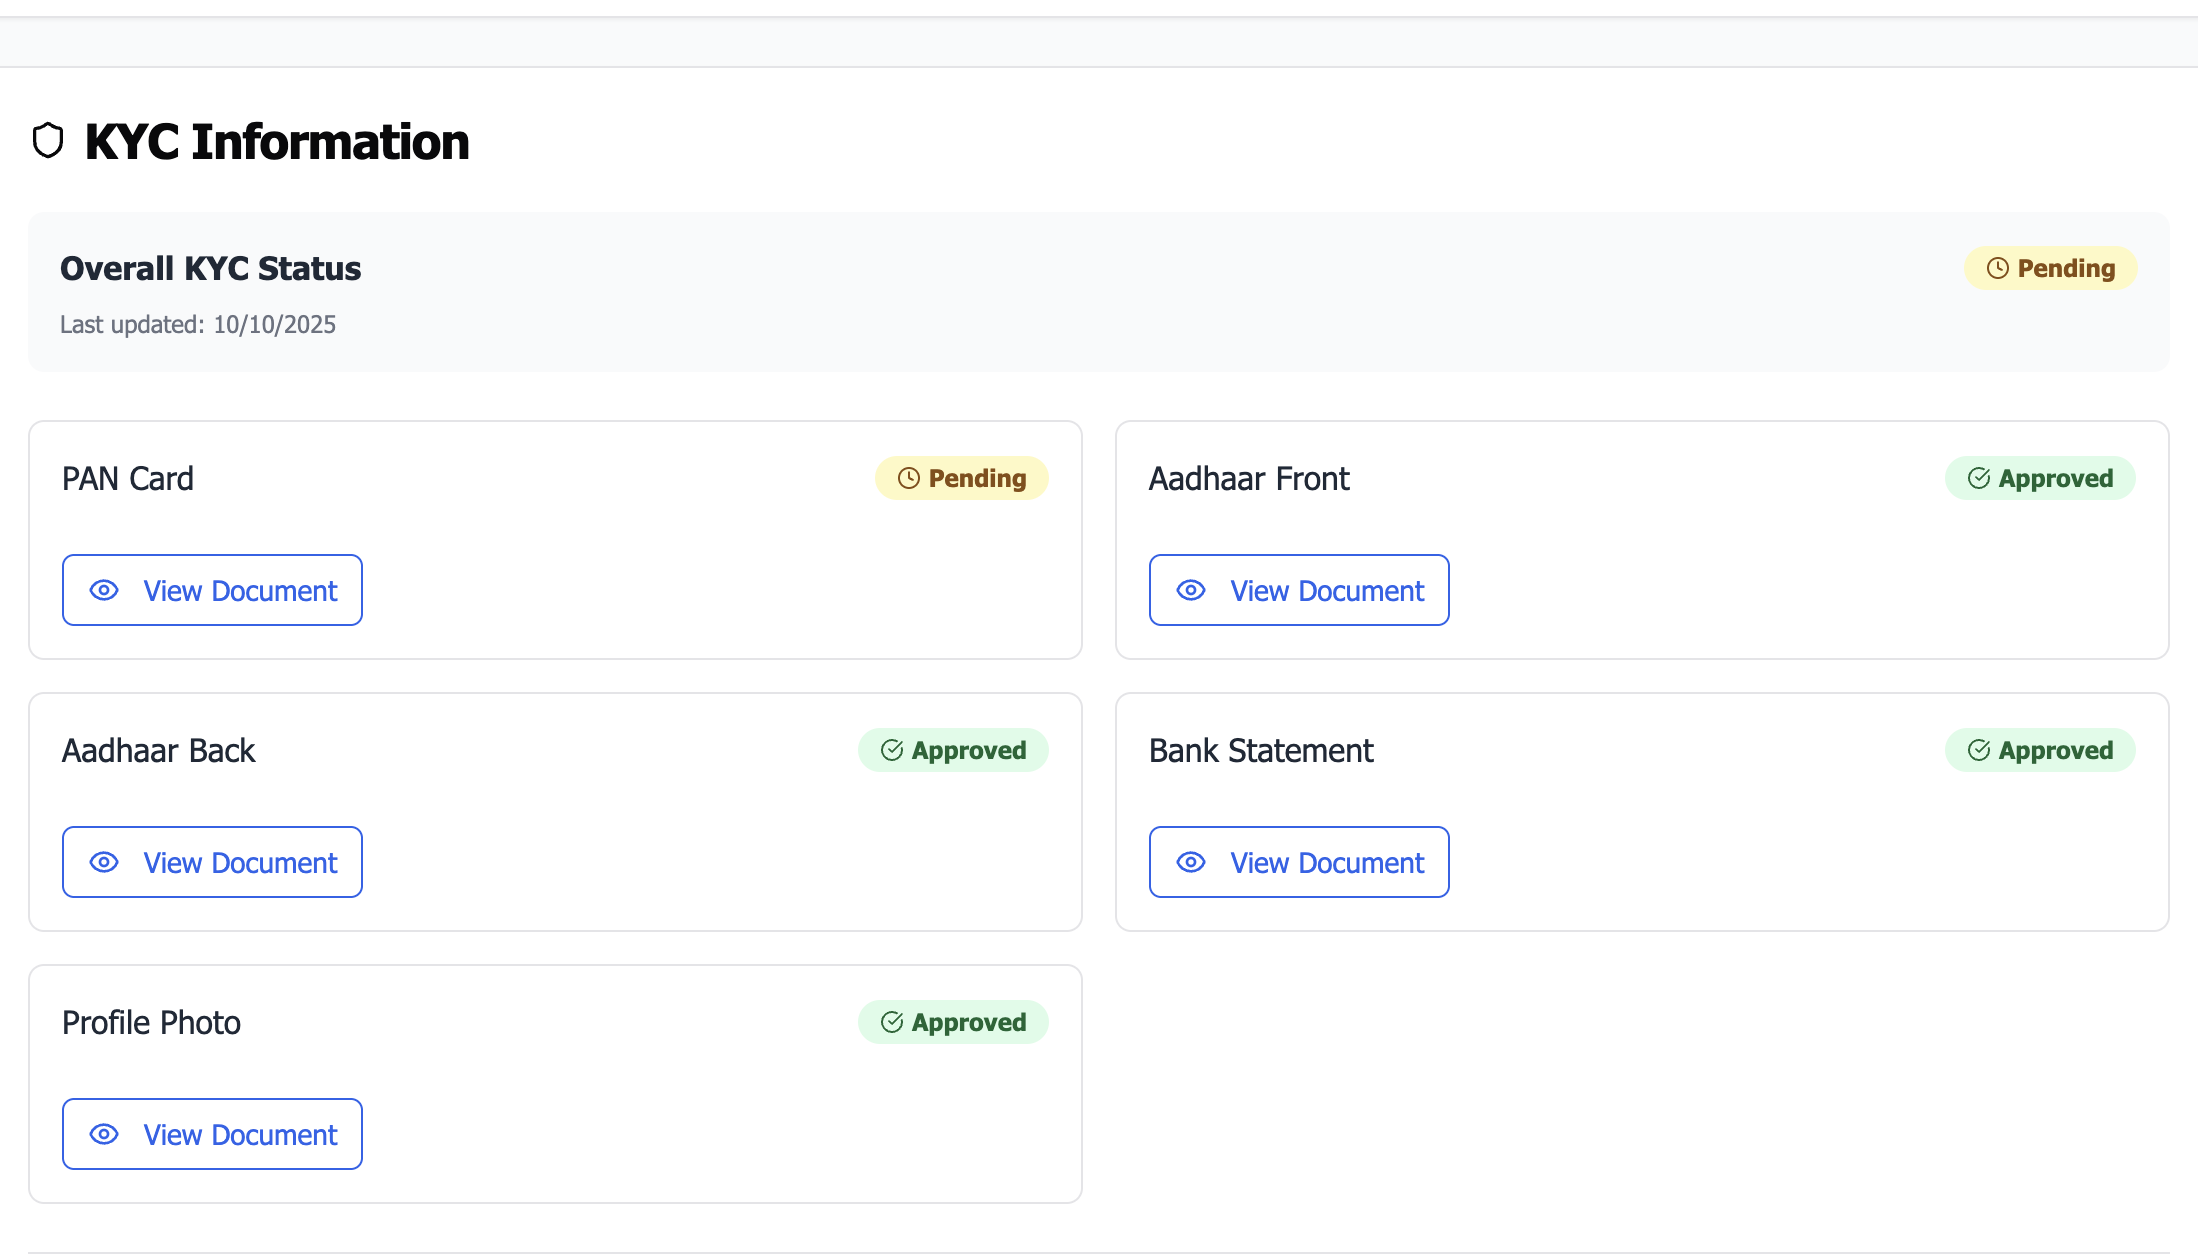 KYC Information
Overall KYC Status
Pending
Last updated: 10/10/2025
PAN Card
Pending
View Document
Aadhaar Front
Approved
View Document
Aadhaar Back
Approved
View Document
Bank Statement
Approved
View Document
Profile Photo
Approved
View Document